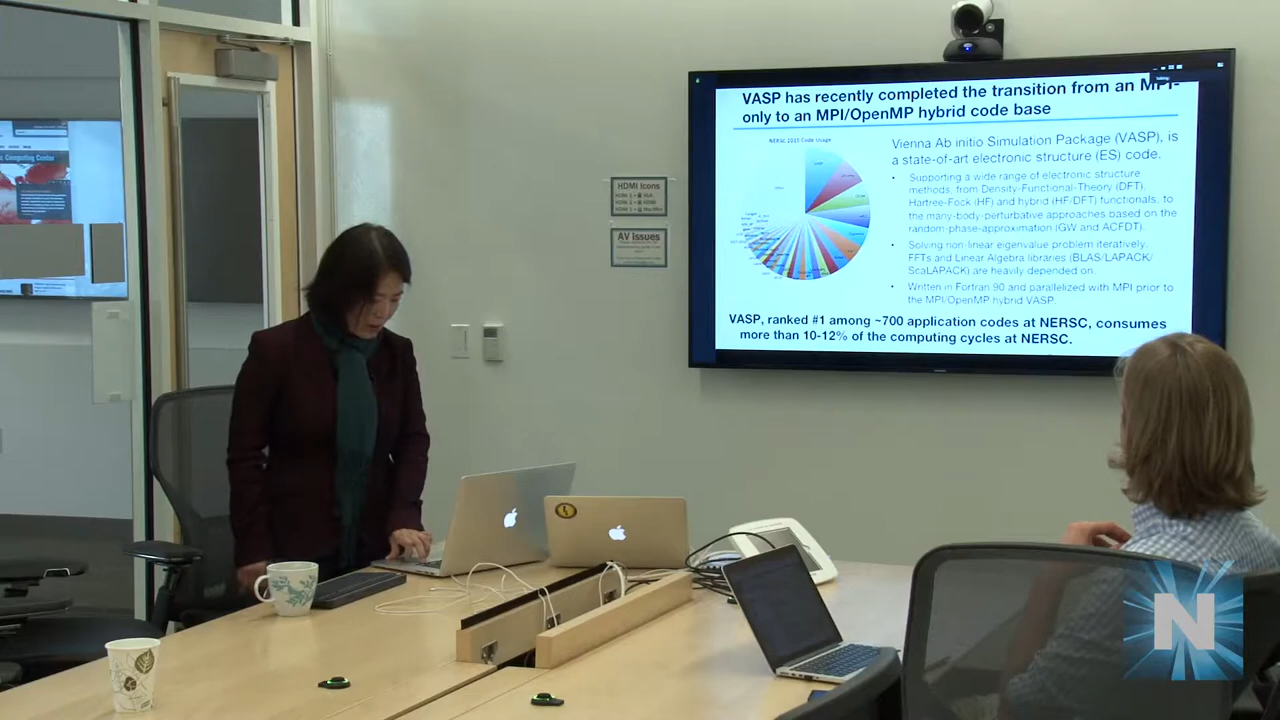 VASP has recently completed the transition from an MPI-
only to an MPI/OpenMP hybrid code base
NERSC 2015 Code Usage
Vienna Ab initio Simulation Package (VASP), is
a state-of-art electronic structure (ES) code.
• Supporting a wide range of electronic structure
methods, from Density-Functional-Theory (DFT),
Hartree-Fock (HF) and hybrid (HF/DFT) functionals, to
the many-body-perturbative approaches based on the
random-phase-approximation (GW and ACFDT).
• Solving non-linear eigenvalue problem iteratively.
FFTs and Linear Algebra libraries (BLAS/LAPACK/
ScaLAPACK) are heavily depended on.
• Written in Fortran 90 and parallelized with MPI prior to
the MPI/OpenMP hybrid VASP.
VASP, ranked #1 among ~700 application codes at NERSC, consumes
more than 10-12% of the computing cycles at NERSC.
HDMI Icons
AV issues
Computing Center
N